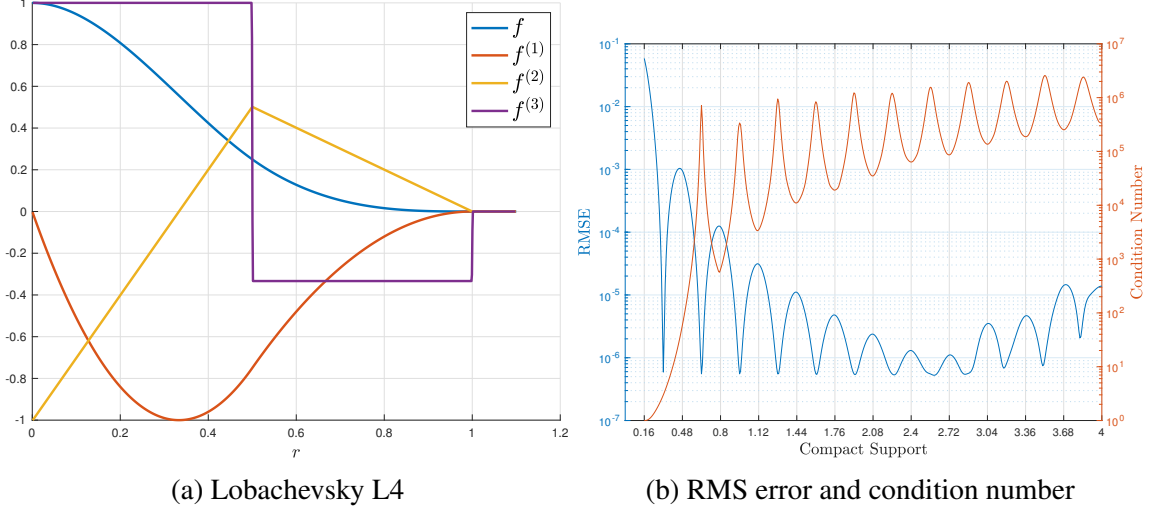 1
0.8
0.6
0.4
0.2
0
-0.2
-0.4
-0.6
-0.8
-1
0 0.2 0.4 0.6 0.8 1 1.2
r
f
f^(1)
f^(2)
f^(3)
(a) Lobachevsky L4
10^-1
10^-2
10^-3
10^-4
10^-5
10^-6
10^-7
RMSE
10^7
10^6
10^5
10^4
10^3
10^2
10^1
10^0
Condition Number
0.16 0.48 0.8 1.12 1.44 1.76 2.08 2.4 2.72 3.04 3.36 3.68 4
Compact Support
(b) RMS error and condition number